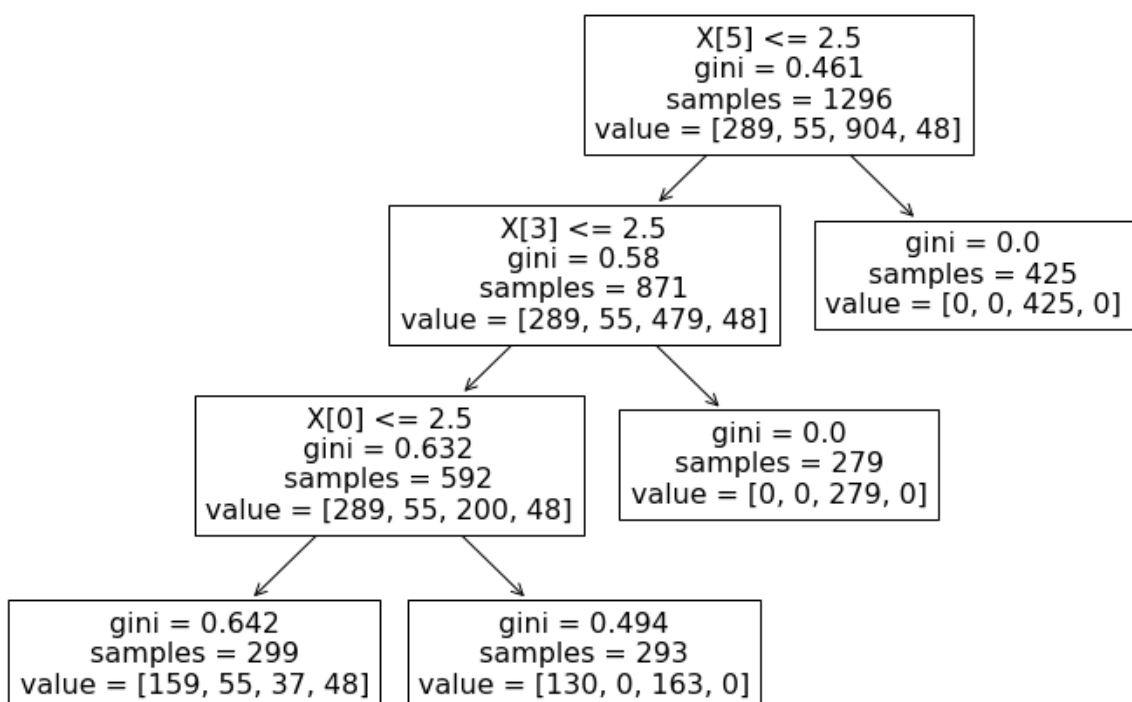 X[5] <= 2.5
gini = 0.461
samples = 1296
value = [289, 55, 904, 48]
X[3] <= 2.5
gini = 0.58
samples = 871
value = [289, 55, 479, 48]
gini = 0.0
samples = 425
value = [0, 0, 425, 0]
X[0] <= 2.5
gini = 0.632
samples = 592
value = [289, 55, 200, 48]
gini = 0.0
samples = 279
value = [0, 0, 279, 0]
gini = 0.642
samples = 299
value = [159, 55, 37, 48]
gini = 0.494
samples = 293
value = [130, 0, 163, 0]